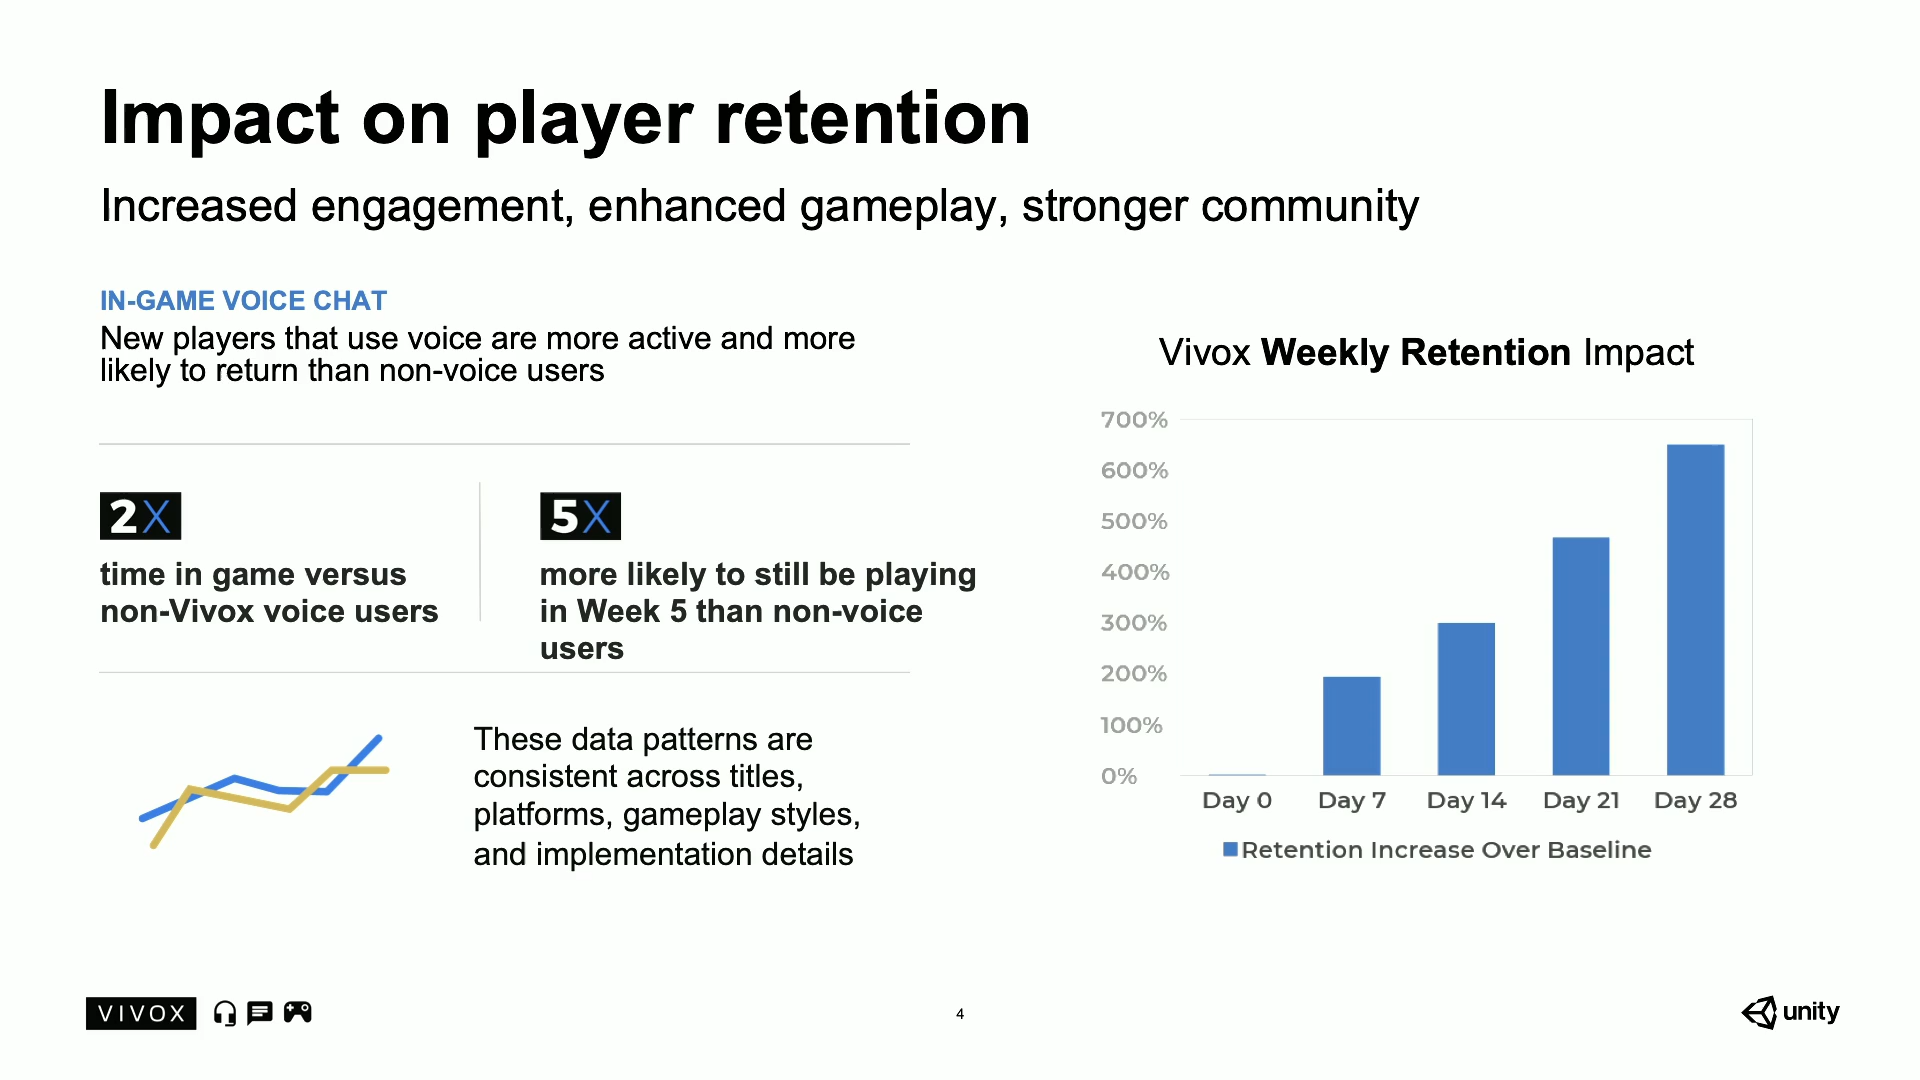 Impact on player retention
Increased engagement, enhanced gameplay, stronger community
IN-GAME VOICE CHAT
New players that use voice are more active and more
likely to return than non-voice users
2X
time in game versus
non-Vivox voice users
5X
more likely to still be playing
in Week 5 than non-voice
users
These data patterns are
consistent across titles,
platforms, gameplay styles,
and implementation details
Vivox Weekly Retention Impact
700%
600%
500%
400%
300%
200%
100%
0%
Day 0 Day 7 Day 14 Day 21 Day 28
Retention Increase Over Baseline
VIVOX
4
unity